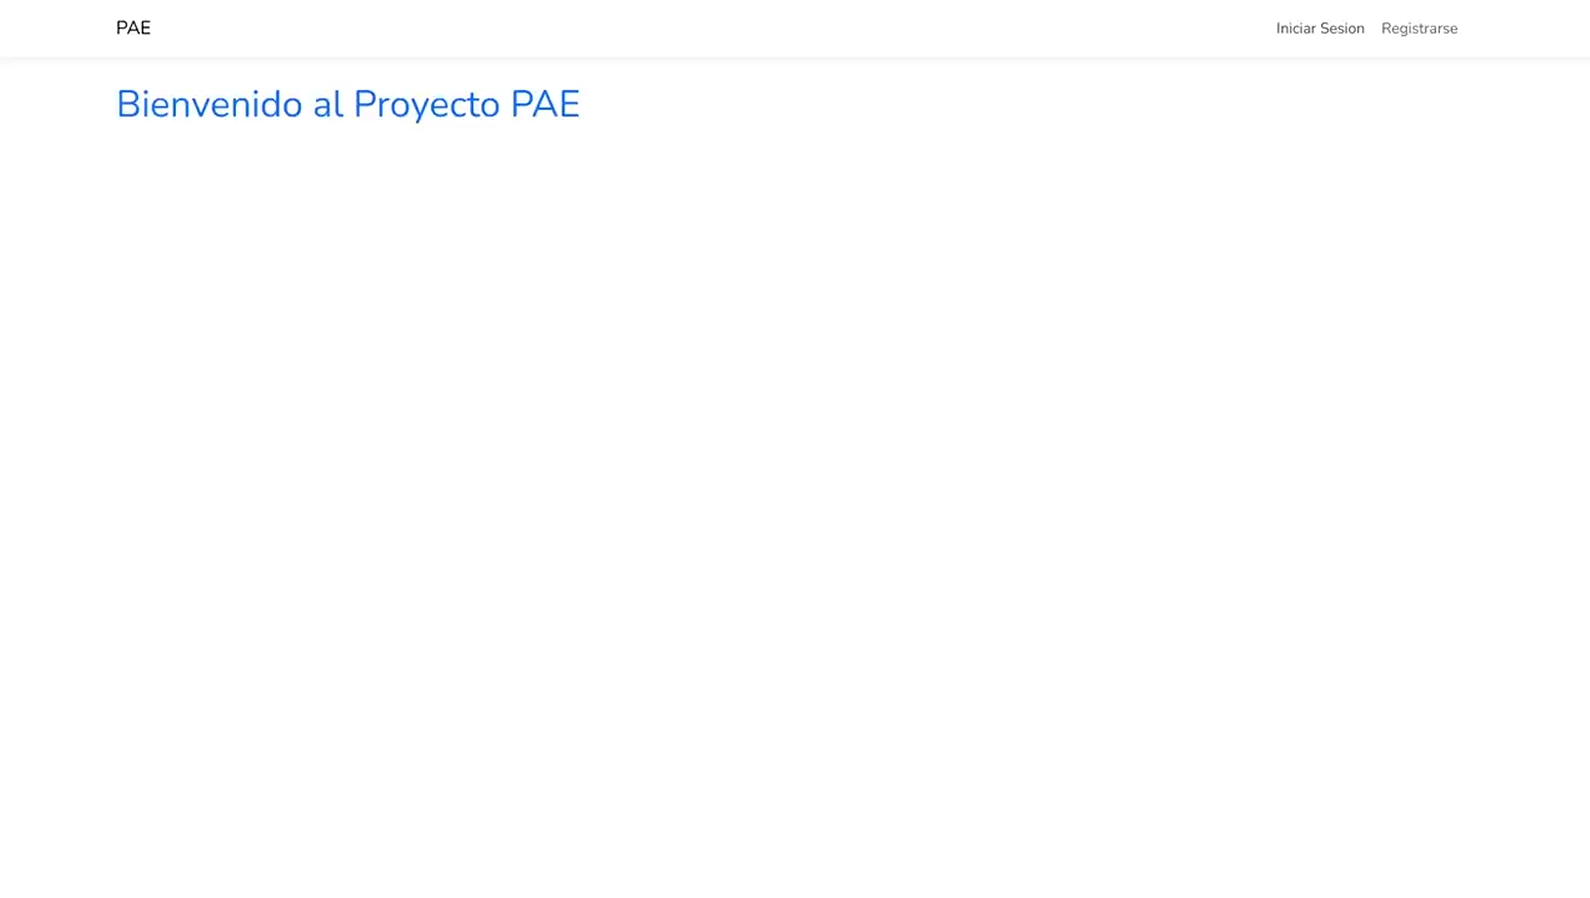 PAE
Iniciar Sesion
Registrarse
Bienvenido al Proyecto PAE